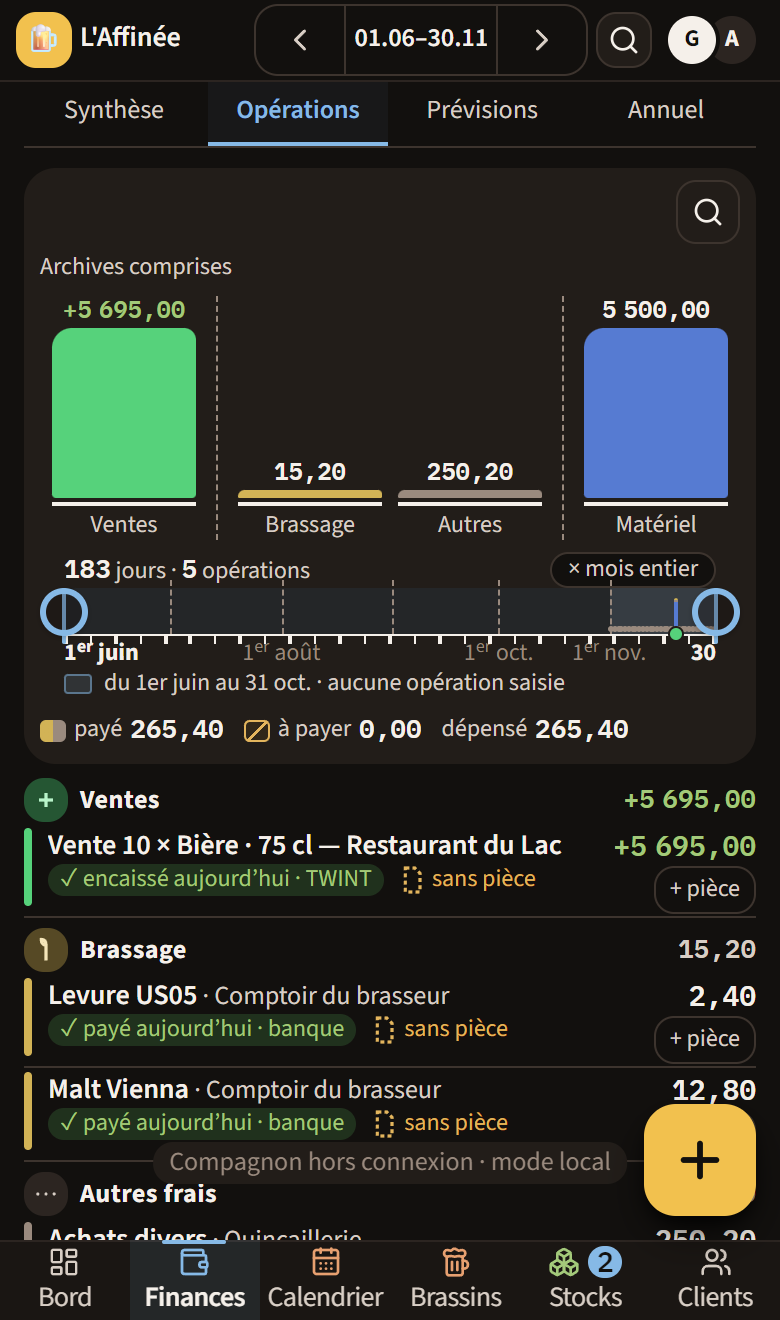 L'Affinée
01.06–30.11
G
A
Synthèse
Opérations
Prévisions
Annuel
Archives comprises
+5 695,00
5 500,00
15,20
250,20
Ventes
Brassage
Autres
Matériel
183 jours · 5 opérations
× mois entier
1er juin
1er août
1er oct.
1er nov.
30
du 1er juin au 31 oct. · aucune opération saisie
payé 265,40
à payer 0,00
dépensé 265,40
Ventes
+5 695,00
Vente 10 × Bière · 75 cl — Restaurant du Lac
+5 695,00
✓ encaissé aujourd’hui · TWINT
sans pièce
+ pièce
Brassage
15,20
Levure US05 · Comptoir du brasseur
2,40
✓ payé aujourd’hui · banque
sans pièce
+ pièce
Malt Vienna · Comptoir du brasseur
12,80
✓ payé aujourd’hui · banque
sans pièce
Compagnon hors connexion · mode local
Autres frais
Achats divers · Quincaillerie
250,20
Bord
Finances
Calendrier
Brassins
2
Stocks
Clients